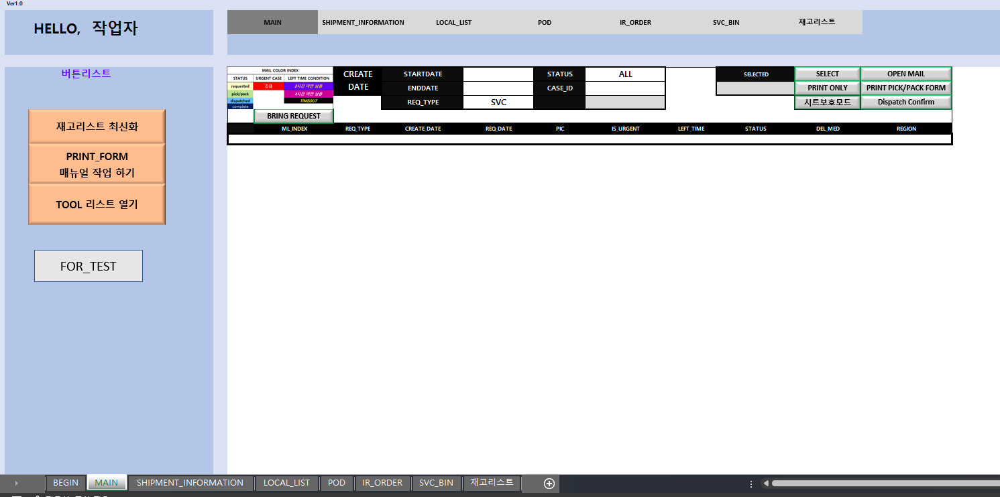 Ver1.0
HELLO, 작업자
MAIN
SHIPMENT_INFORMATION
LOCAL_LIST
POD
IR_ORDER
SVC_BIN
재고리스트
버튼리스트
재고리스트 최신화
PRINT_FORM
매뉴얼 작업 하기
TOOL 리스트 열기
FOR_TEST
MAIL COLOR INDEX
STATUS
URGENT CASE
LEFT TIME CONDITION
requested
긴급
2시간 미만 남음
pick/pack
4시간 미만 남음
dispatched
TIMEOUT
complete
BRING REQUEST
CREATE
DATE
STARTDATE
STATUS
ALL
ENDDATE
CASE_ID
REQ_TYPE
SVC
SELECTED
SELECT
OPEN MAIL
PRINT ONLY
PRINT PICK/PACK FORM
시트보호모드
Dispatch Confirm
ML_INDEX
REQ_TYPE
CREATE_DATE
REQ_DATE
PIC
IS_URGENT
LEFT_TIME
STATUS
DEL_MED
REGION
BEGIN
MAIN
SHIPMENT_INFORMATION
LOCAL_LIST
POD
IR_ORDER
SVC_BIN
재고리스트